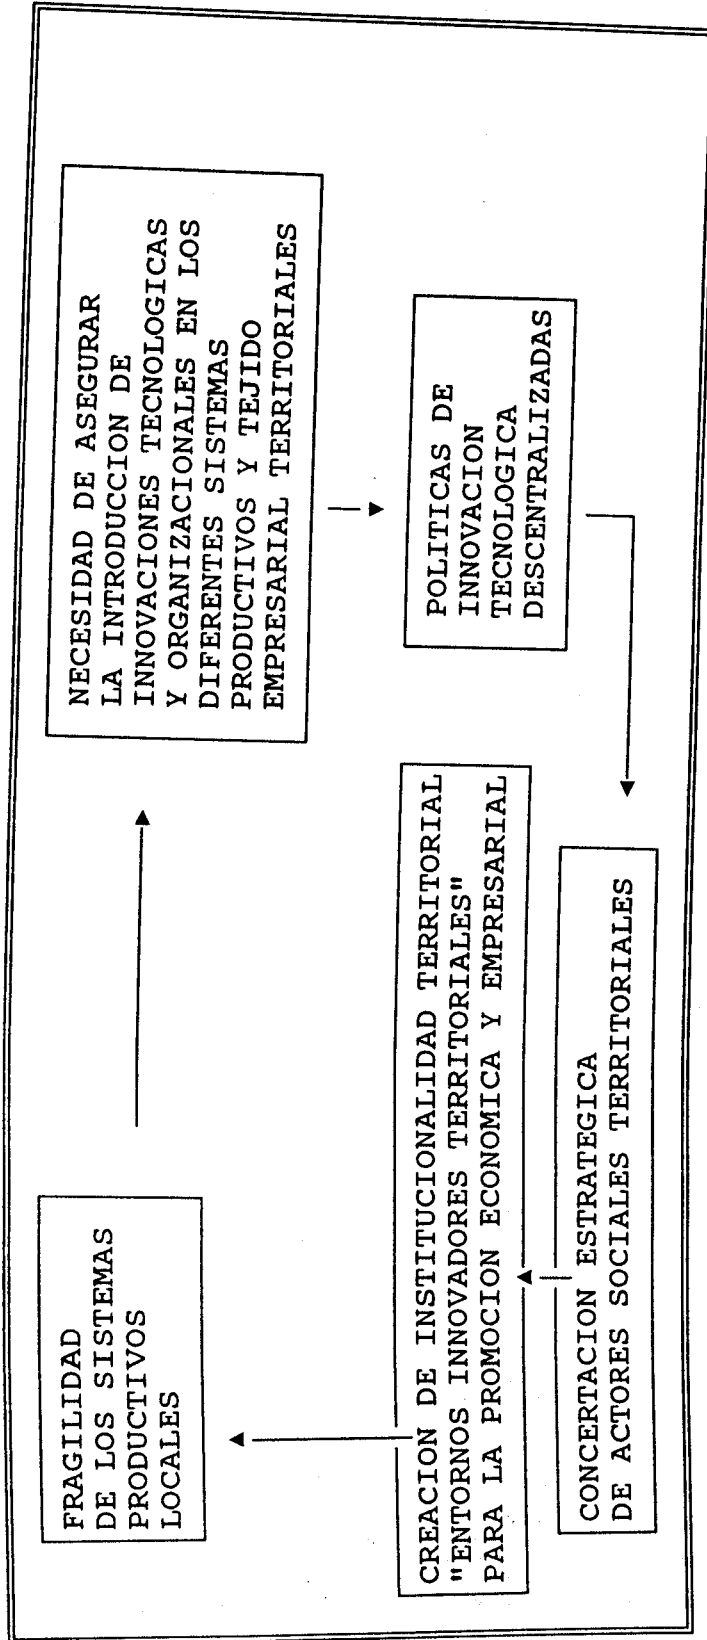 FRAGILIDAD
DE LOS SISTEMAS
PRODUCTIVOS
LOCALES
NECESIDAD DE ASEGURAR
LA INTRODUCCION DE
INNOVACIONES TECNOLOGICAS
Y ORGANIZACIONALES EN LOS
DIFERENTES SISTEMAS
PRODUCTIVOS Y TEJIDO
EMPRESARIAL TERRITORIALES
POLITICAS DE
INNOVACION
TECNOLOGICA
DESCENTRALIZADAS
CREACION DE INSTITUCIONALIDAD TERRITORIAL
"ENTORNOS INNOVADORES TERRITORIALES"
PARA LA PROMOCION ECONOMICA Y EMPRESARIAL
CONCERTACION ESTRATEGICA
DE ACTORES SOCIALES TERRITORIALES